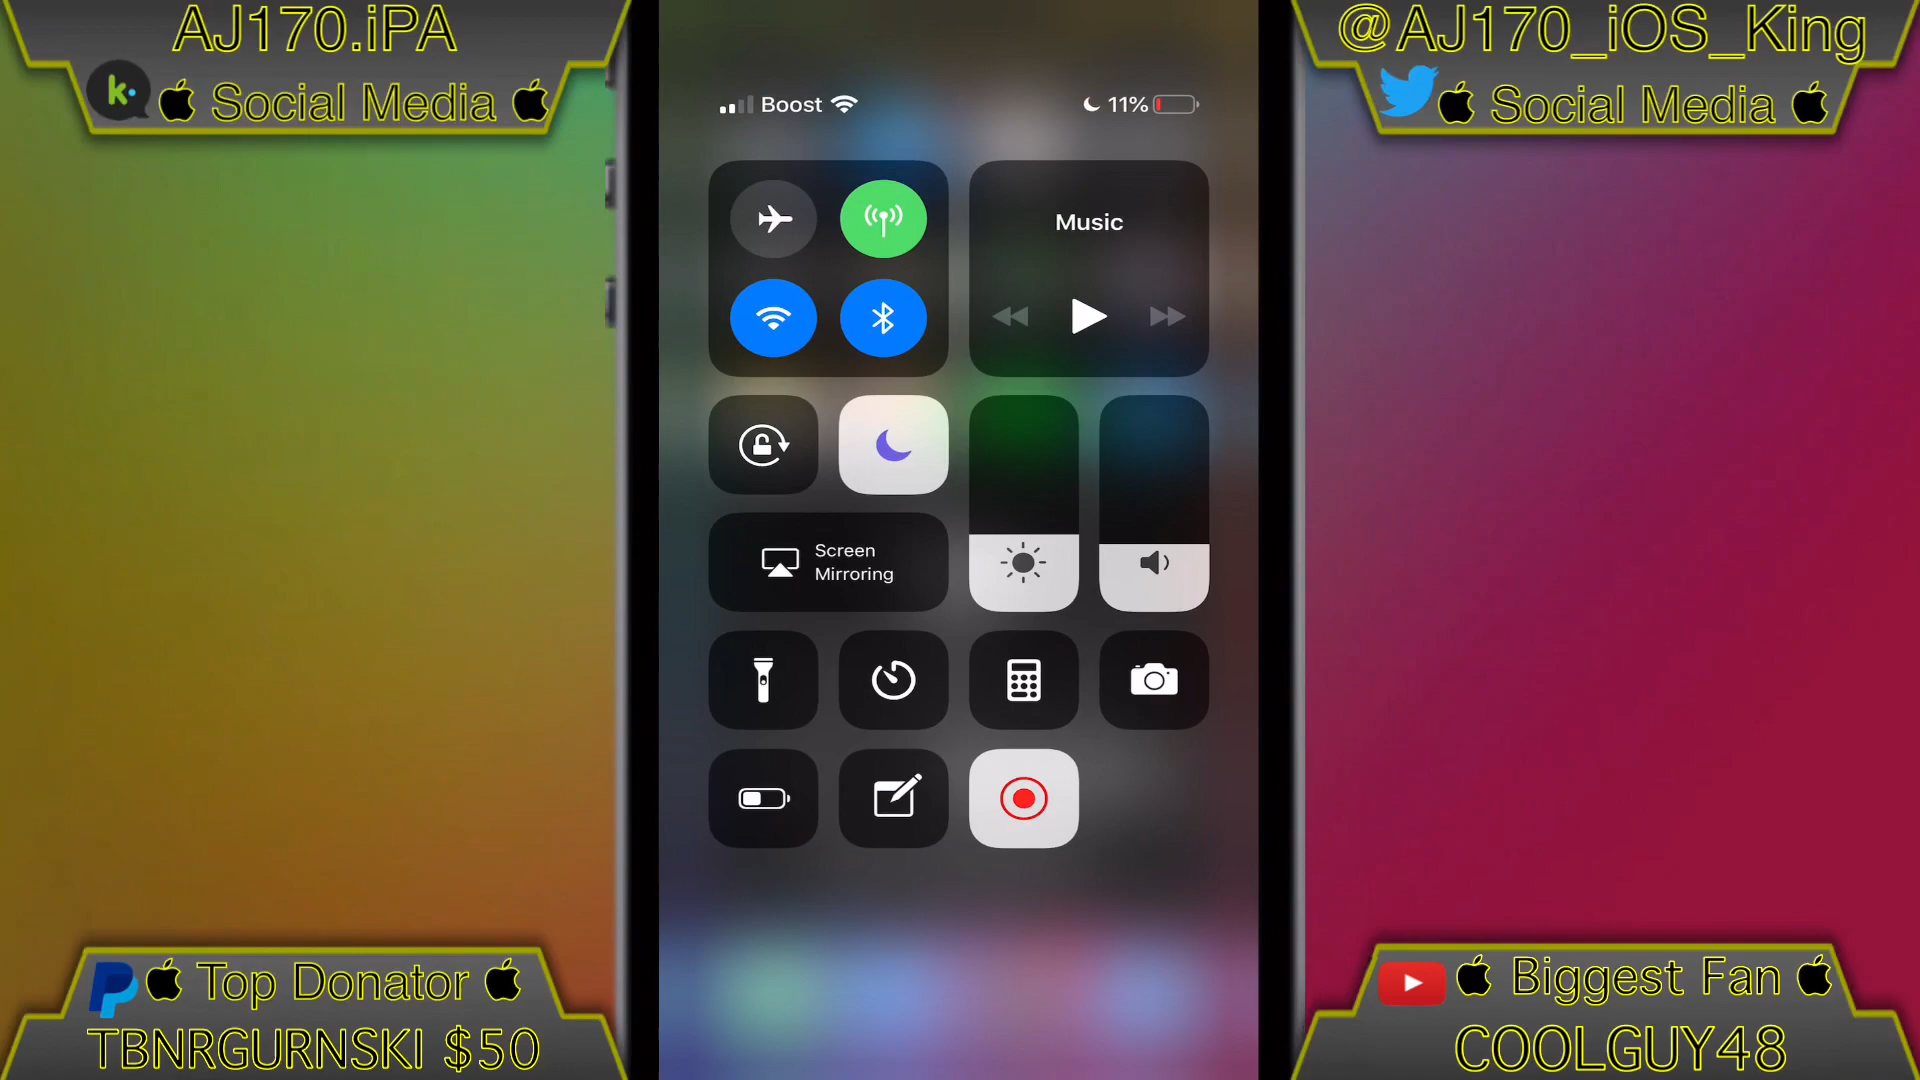 AJ170.iPA
Social Media
@AJ170_iOS_King
Social Media
Boost
11%
Music
Screen
Mirroring
Top Donator
TBNRGURNSKI $50
Biggest Fan
COOLGUY48